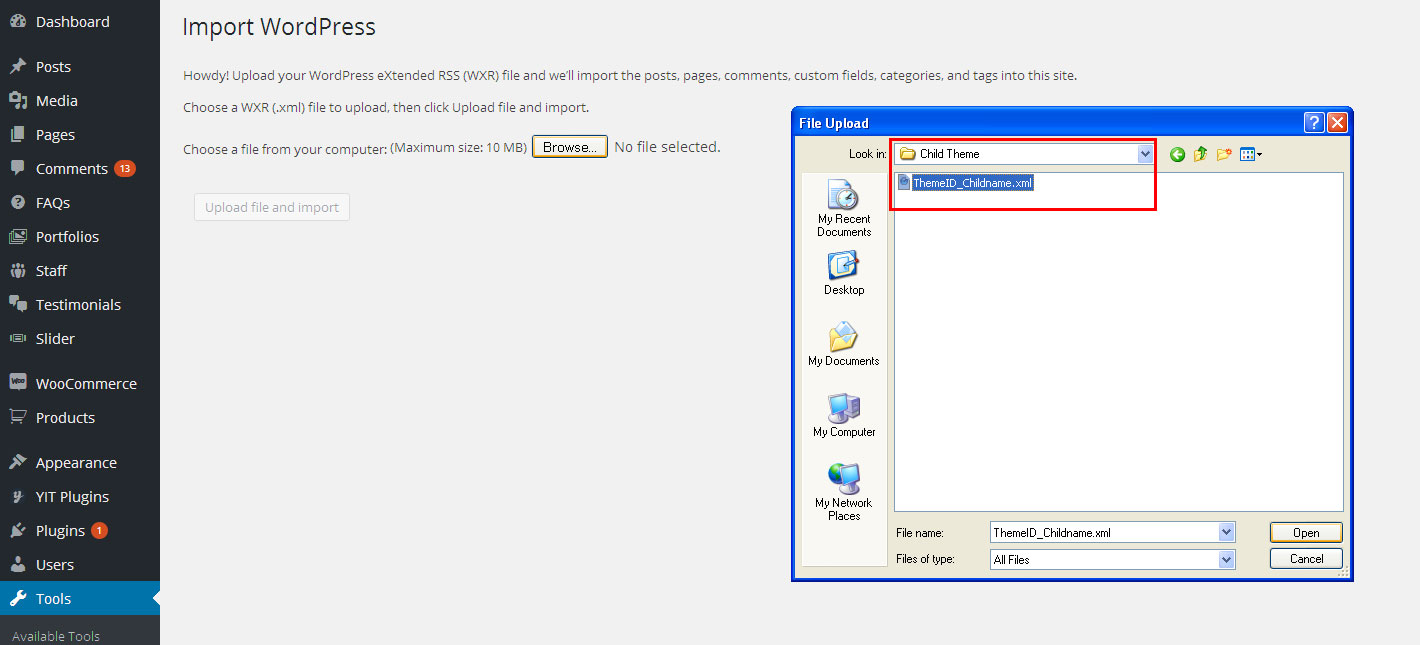 Dashboard
Posts
Media
Pages
Comments 13
FAQs
Portfolios
Staff
Testimonials
Slider
WooCommerce
Products
Appearance
YIT Plugins
Plugins 1
Users
Tools
Available Tools
Import WordPress
Howdy! Upload your WordPress eXtended RSS (WXR) file and we’ll import the posts, pages, comments, custom fields, categories, and tags into this site.
Choose a WXR (.xml) file to upload, then click Upload file and import.
Choose a file from your computer: (Maximum size: 10 MB) Browse... No file selected.
Upload file and import
File Upload
Look in: Child Theme
ThemeID_Childname.xml
My Recent
Documents
Desktop
My Documents
My Computer
My Network
Places
File name: ThemeID_Childname.xml Open
Files of type: All Files Cancel